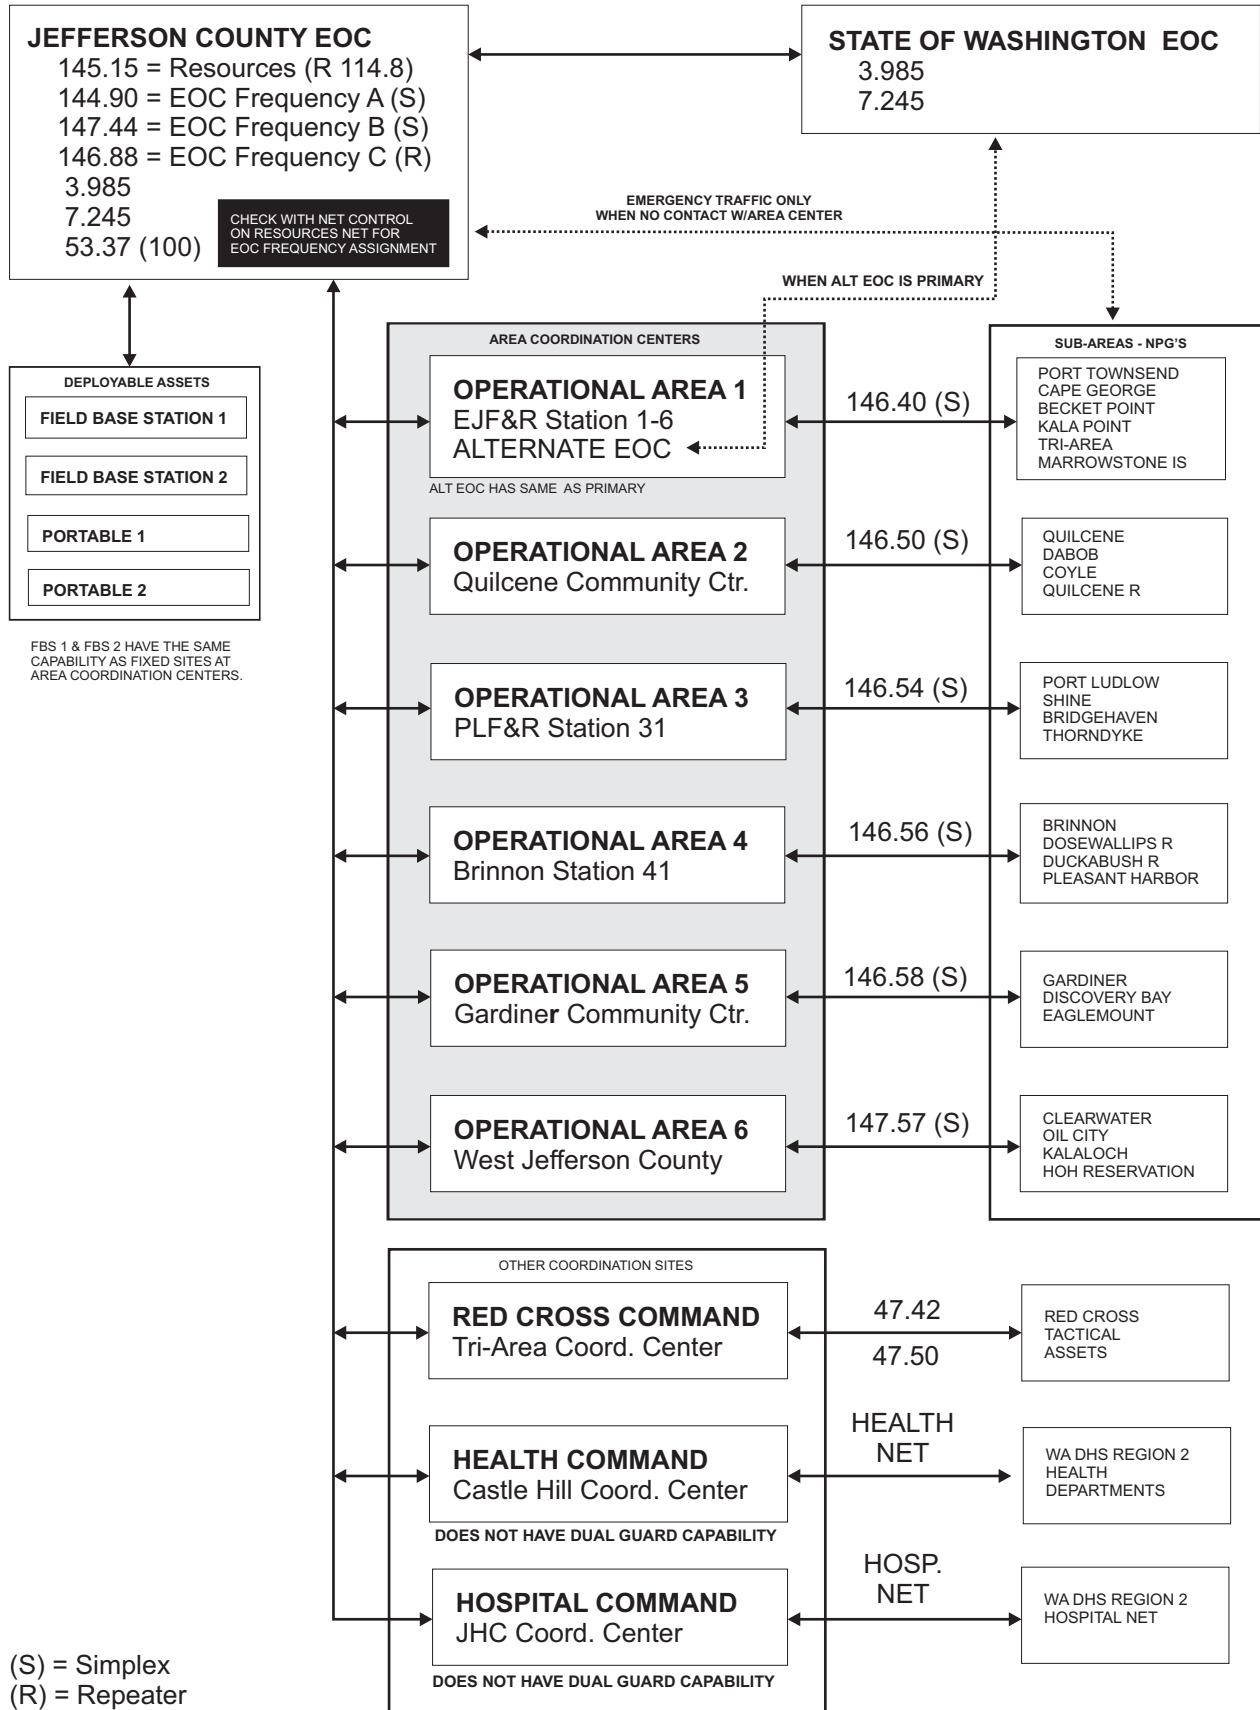 JEFFERSON COUNTY EOC
145.15 = Resources (R 114.8)
144.90 = EOC Frequency A (S)
147.44 = EOC Frequency B (S)
146.88 = EOC Frequency C (R)
3.985
7.245
53.37 (100)
CHECK WITH NET CONTROL
ON RESOURCES NET FOR
EOC FREQUENCY ASSIGNMENT
STATE OF WASHINGTON EOC
3.985
7.245
EMERGENCY TRAFFIC ONLY
WHEN NO CONTACT W/AREA CENTER
WHEN ALT EOC IS PRIMARY
DEPLOYABLE ASSETS
FIELD BASE STATION 1
FIELD BASE STATION 2
PORTABLE 1
PORTABLE 2
FBS 1 & FBS 2 HAVE THE SAME
CAPABILITY AS FIXED SITES AT
AREA COORDINATION CENTERS.
AREA COORDINATION CENTERS
OPERATIONAL AREA 1
EJF&R Station 1-6
ALTERNATE EOC
ALT EOC HAS SAME AS PRIMARY
146.40 (S)
SUB-AREAS - NPG'S
PORT TOWNSEND
CAPE GEORGE
BECKET POINT
KALA POINT
TRI-AREA
MARROWSTONE IS
OPERATIONAL AREA 2
Quilcene Community Ctr.
146.50 (S)
QUILCENE
DABOB
COYLE
QUILCENE R
OPERATIONAL AREA 3
PLF&R Station 31
146.54 (S)
PORT LUDLOW
SHINE
BRIDGEHAVEN
THORNDYKE
OPERATIONAL AREA 4
Brinnon Station 41
146.56 (S)
BRINNON
DOSEWALLIPS R
DUCKABUSH R
PLEASANT HARBOR
OPERATIONAL AREA 5
Gardiner Community Ctr.
146.58 (S)
GARDINER
DISCOVERY BAY
EAGLEMOUNT
OPERATIONAL AREA 6
West Jefferson County
147.57 (S)
CLEARWATER
OIL CITY
KALALOCH
HOH RESERVATION
OTHER COORDINATION SITES
RED CROSS COMMAND
Tri-Area Coord. Center
47.42
47.50
RED CROSS
TACTICAL
ASSETS
HEALTH COMMAND
Castle Hill Coord. Center
DOES NOT HAVE DUAL GUARD CAPABILITY
HEALTH
NET
WA DHS REGION 2
HEALTH
DEPARTMENTS
HOSPITAL COMMAND
JHC Coord. Center
DOES NOT HAVE DUAL GUARD CAPABILITY
HOSP.
NET
WA DHS REGION 2
HOSPITAL NET
(S) = Simplex
(R) = Repeater